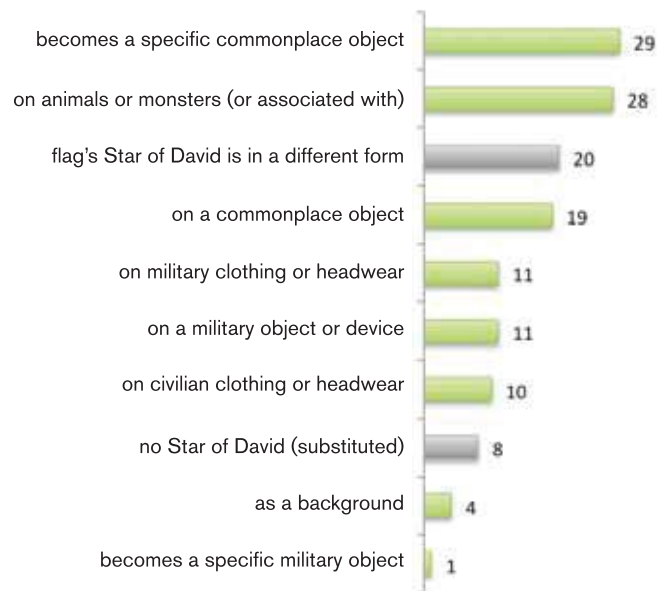 becomes a specific commonplace object 29
on animals or monsters (or associated with) 28
flag’s Star of David is in a different form 20
on a commonplace object 19
on military clothing or headwear 11
on a military object or device 11
on civilian clothing or headwear 10
no Star of David (substituted) 8
as a background 4
becomes a specific military object 1